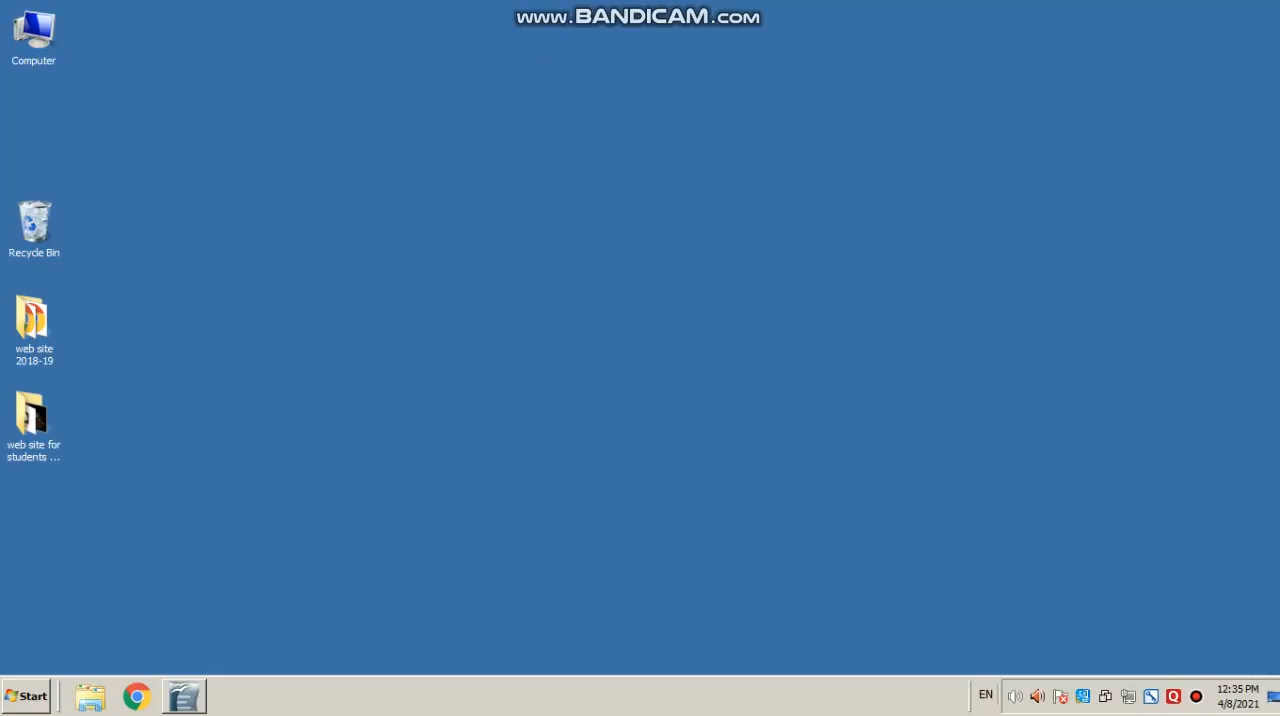 www.BANDICAM.com
Computer
Recycle Bin
web site
2018-19
web site for
students ...
Start
EN
12:35 PM
4/8/2021